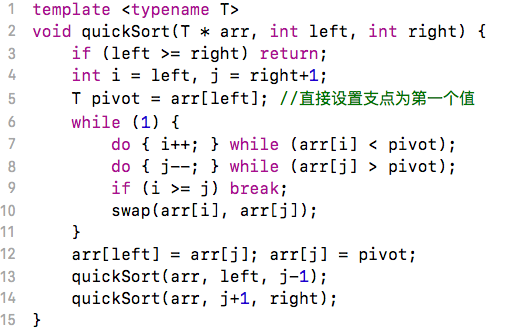 1 template <typename T>
2 void quickSort(T * arr, int left, int right) {
3     if (left >= right) return;
4     int i = left, j = right+1;
5     T pivot = arr[left]; //直接设置支点为第一个值
6     while (1) {
7         do { i++; } while (arr[i] < pivot);
8         do { j--; } while (arr[j] > pivot);
9         if (i >= j) break;
10         swap(arr[i], arr[j]);
11     }
12     arr[left] = arr[j]; arr[j] = pivot;
13     quickSort(arr, left, j-1);
14     quickSort(arr, j+1, right);
15 }